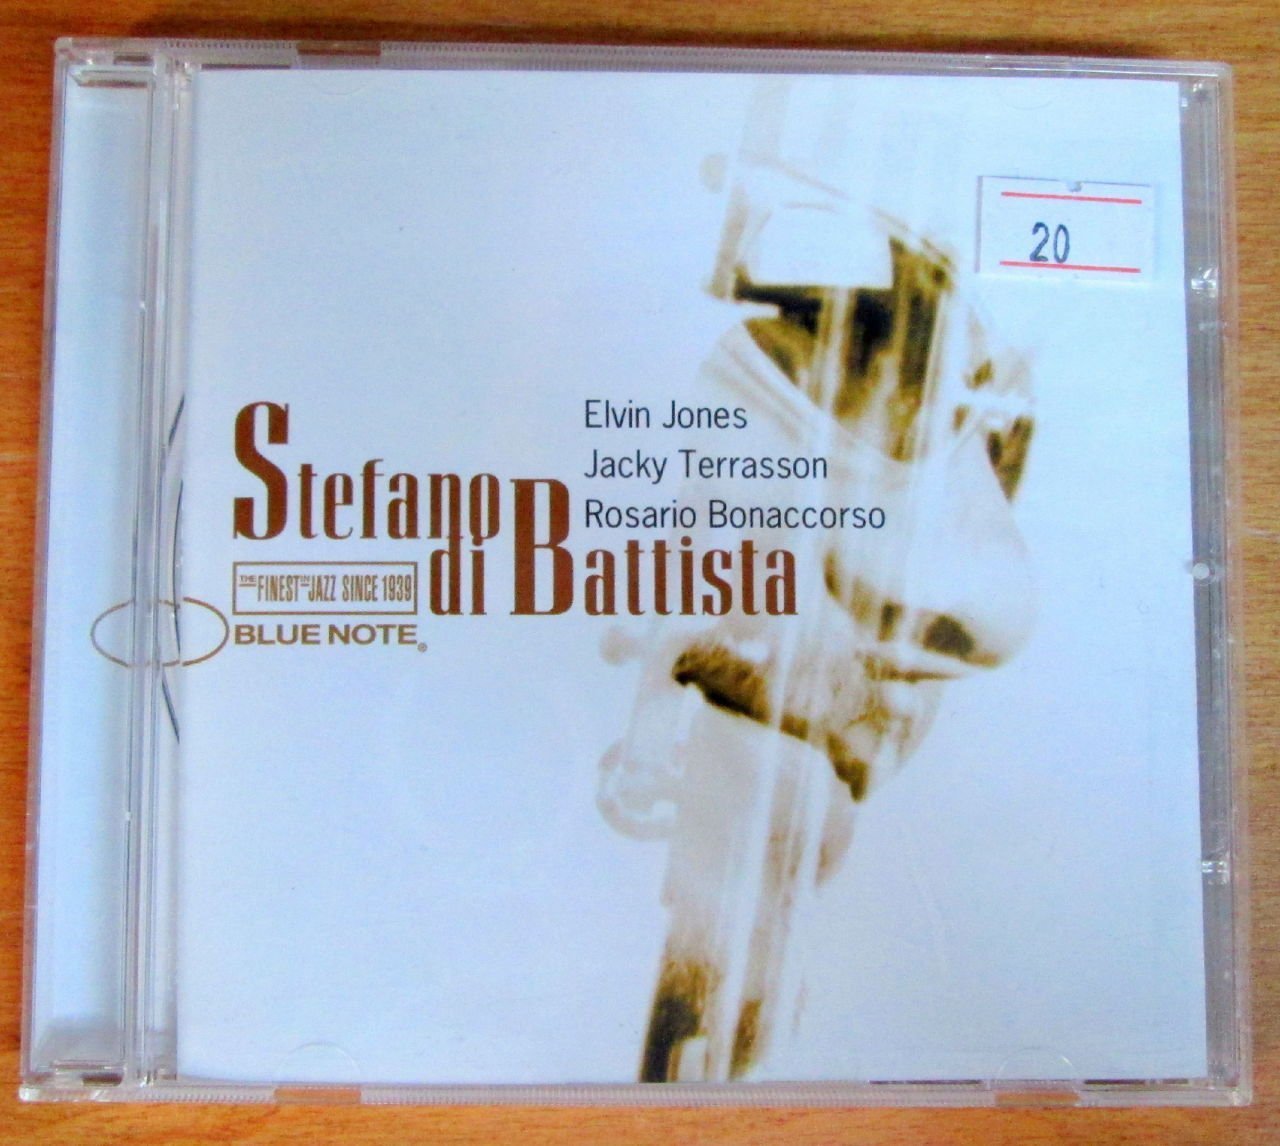 20
Elvin Jones
Jacky Terrasson
Rosario Bonaccorso
Stefano
di Battista
THE FINEST IN JAZZ SINCE 1939
BLUE NOTE®